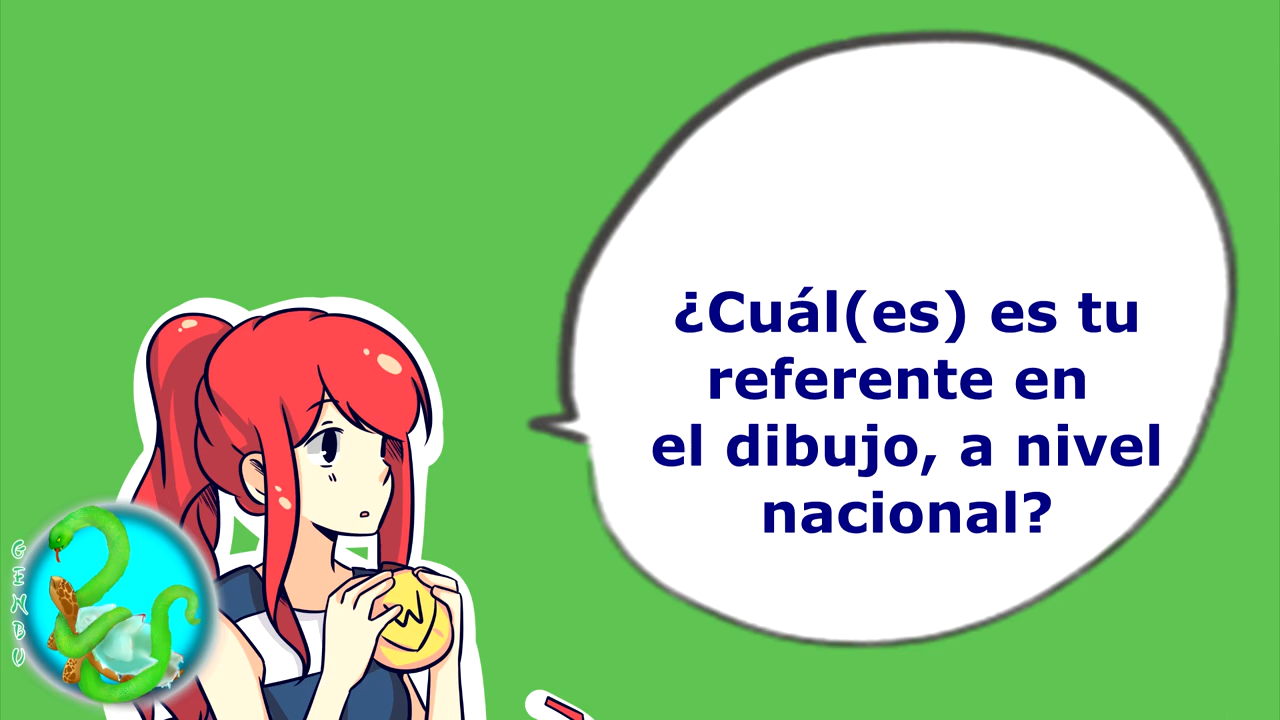 ¿Cuál(es) es tu
referente en
el dibujo, a nivel
nacional?
GENBU